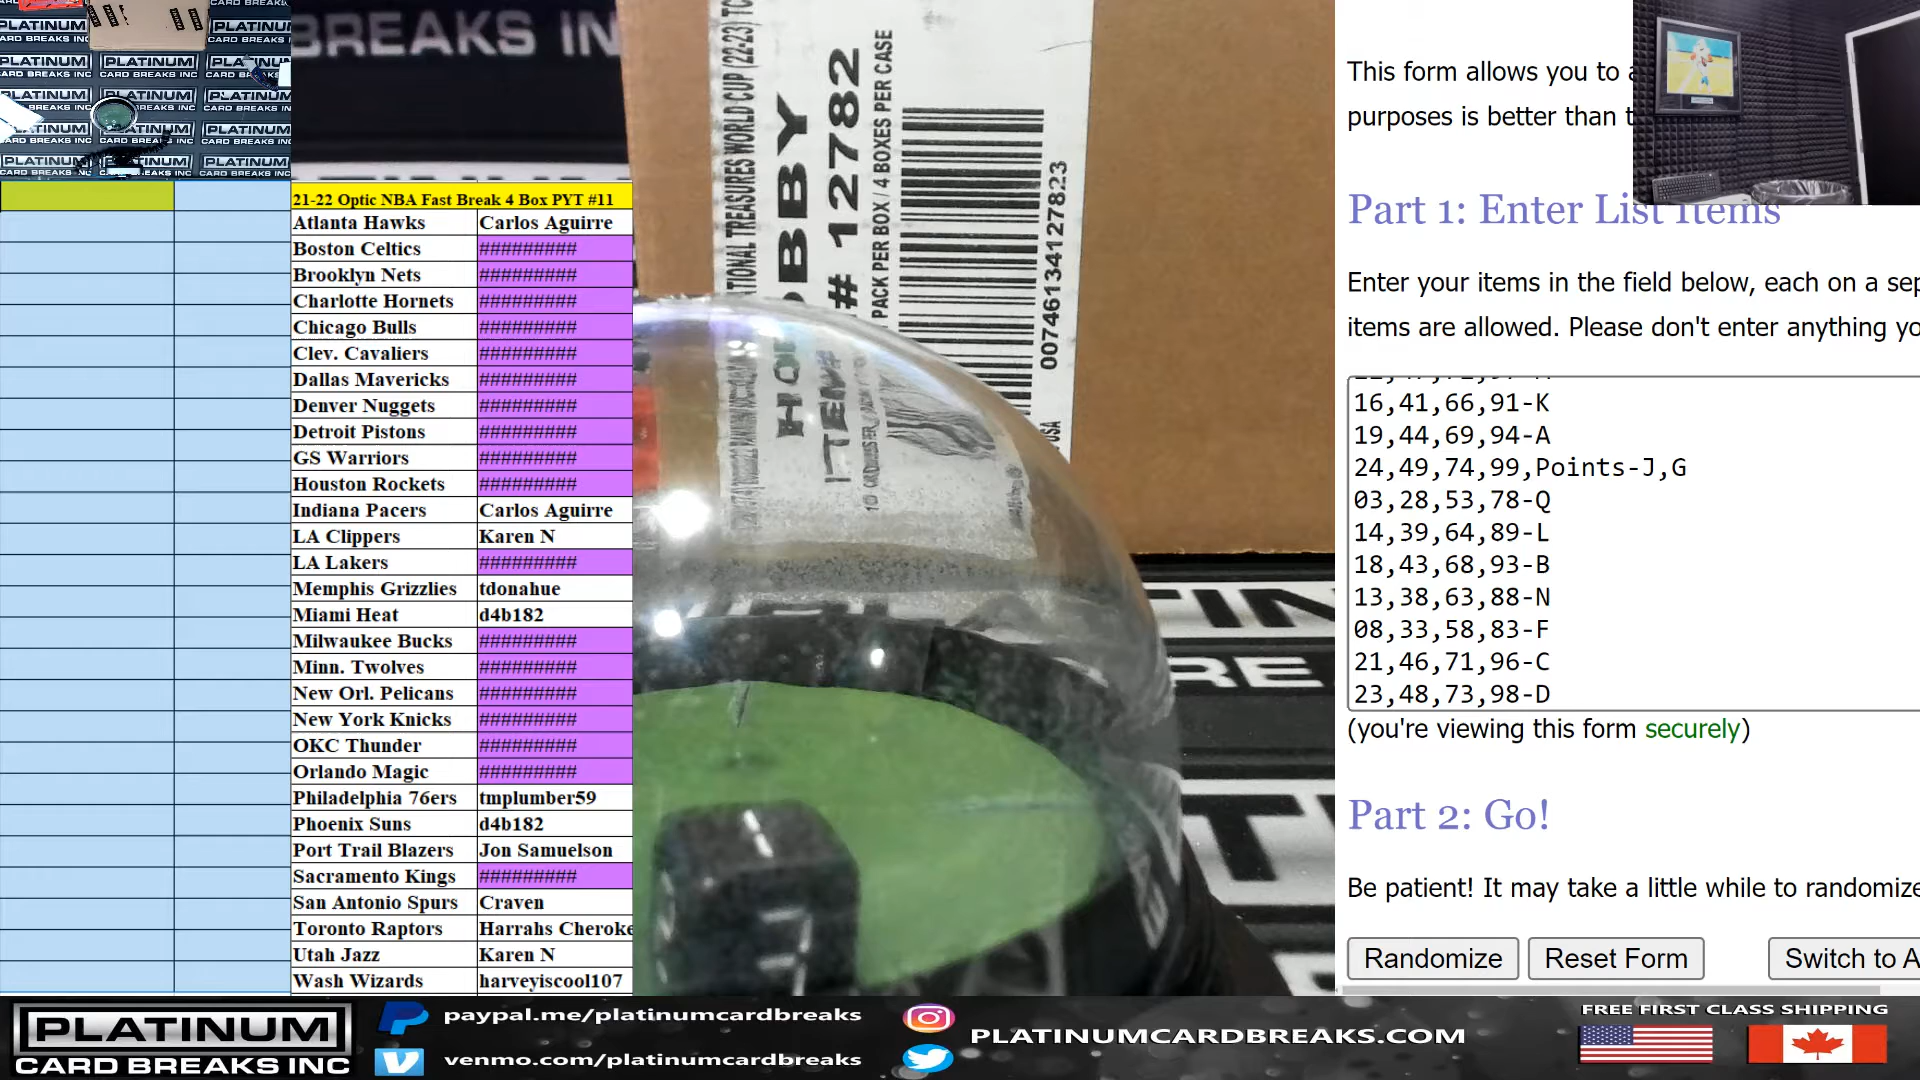 PLATINUM
CARD BREAKS INC
BREAKS IN
21-22 Optic NBA Fast Break 4 Box PYT #11
Atlanta Hawks Carlos Aguirre
Boston Celtics #########
Brooklyn Nets #########
Charlotte Hornets #########
Chicago Bulls #########
Clev. Cavaliers #########
Dallas Mavericks #########
Denver Nuggets #########
Detroit Pistons #########
GS Warriors #########
Houston Rockets #########
Indiana Pacers Carlos Aguirre
LA Clippers Karen N
LA Lakers #########
Memphis Grizzlies tdonahue
Miami Heat d4b182
Milwaukee Bucks #########
Minn. Twolves #########
New Orl. Pelicans #########
New York Knicks #########
OKC Thunder #########
Orlando Magic #########
Philadelphia 76ers tmplumber59
Phoenix Suns d4b182
Port Trail Blazers Jon Samuelson
Sacramento Kings #########
San Antonio Spurs Craven
Toronto Raptors Harrahs Cheroke
Utah Jazz Karen N
Wash Wizards harveyiscool107
TREASURES WORLD CUP (22-23)
# 12782
PACK PER BOX / 4 BOXES PER CASE
00746134127823
This form allows you to
purposes is better than
Part 1: Enter List Items
Enter your items in the field below, each on a
items are allowed. Please don't enter anything
16,41,66,91-K
19,44,69,94-A
24,49,74,99,Points-J,G
03,28,53,78-Q
14,39,64,89-L
18,43,68,93-B
13,38,63,88-N
08,33,58,83-F
21,46,71,96-C
23,48,73,98-D
(you're viewing this form securely)
Part 2: Go!
Be patient! It may take a little while to randomize
Randomize Reset Form Switch to A
PLATINUM
CARD BREAKS INC
paypal.me/platinumcardbreaks
venmo.com/platinumcardbreaks
PLATINUMCARDBREAKS.COM
FREE FIRST CLASS SHIPPING